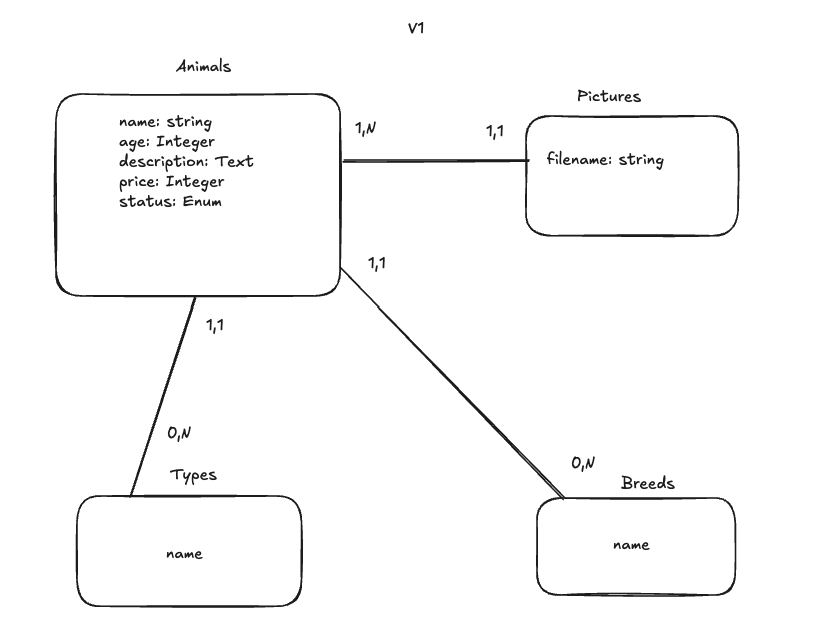 V1
Animals
name: string
age: Integer
description: Text
price: Integer
status: Enum
1,N
1,1
Pictures
filename: string
1,1
1,1
0,N
Types
name
0,N
Breeds
name